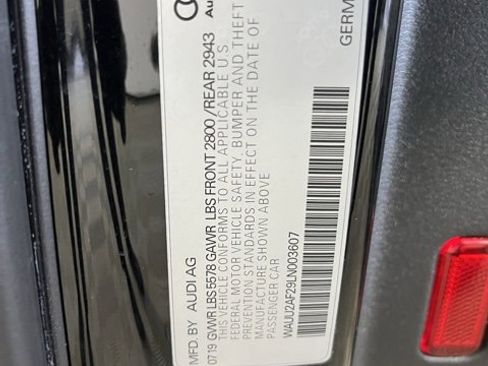 Au
GERM
MFD. BY AUDI AG
07 19 GVWR LBS 5578 GAWR LBS FRONT 2800 /REAR 2943
THIS VEHICLE CONFORMS TO ALL APPLICABLE U.S.
FEDERAL MOTOR VEHICLE SAFETY, BUMPER AND THEFT
PREVENTION STANDARDS IN EFFECT ON THE DATE OF
MANUFACTURE SHOWN ABOVE
PASSENGER CAR
WAUU2AF29LN003607